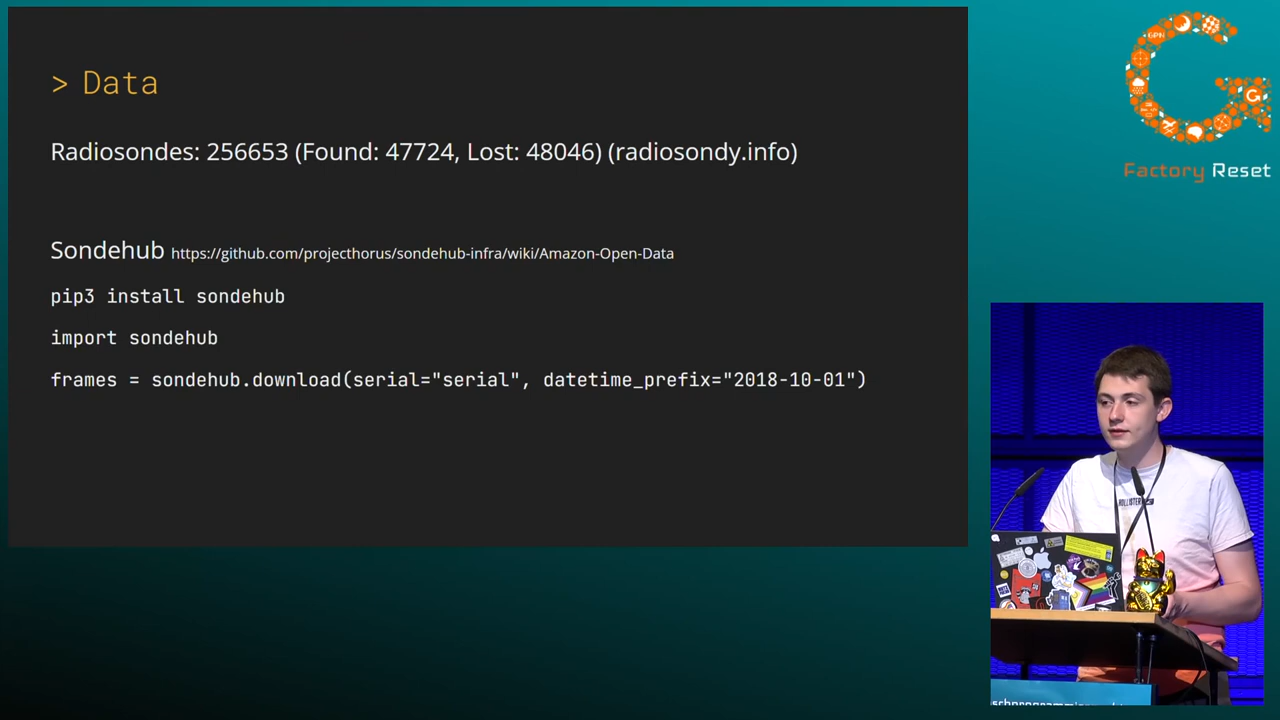 > Data
Radiosondes: 256653 (Found: 47724, Lost: 48046) (radiosondy.info)
Sondehub https://github.com/projecthorus/sondehub-infra/wiki/Amazon-Open-Data
pip3 install sondehub
import sondehub
frames = sondehub.download(serial="serial", datetime_prefix="2018-10-01")
GPN
G
Factory Reset